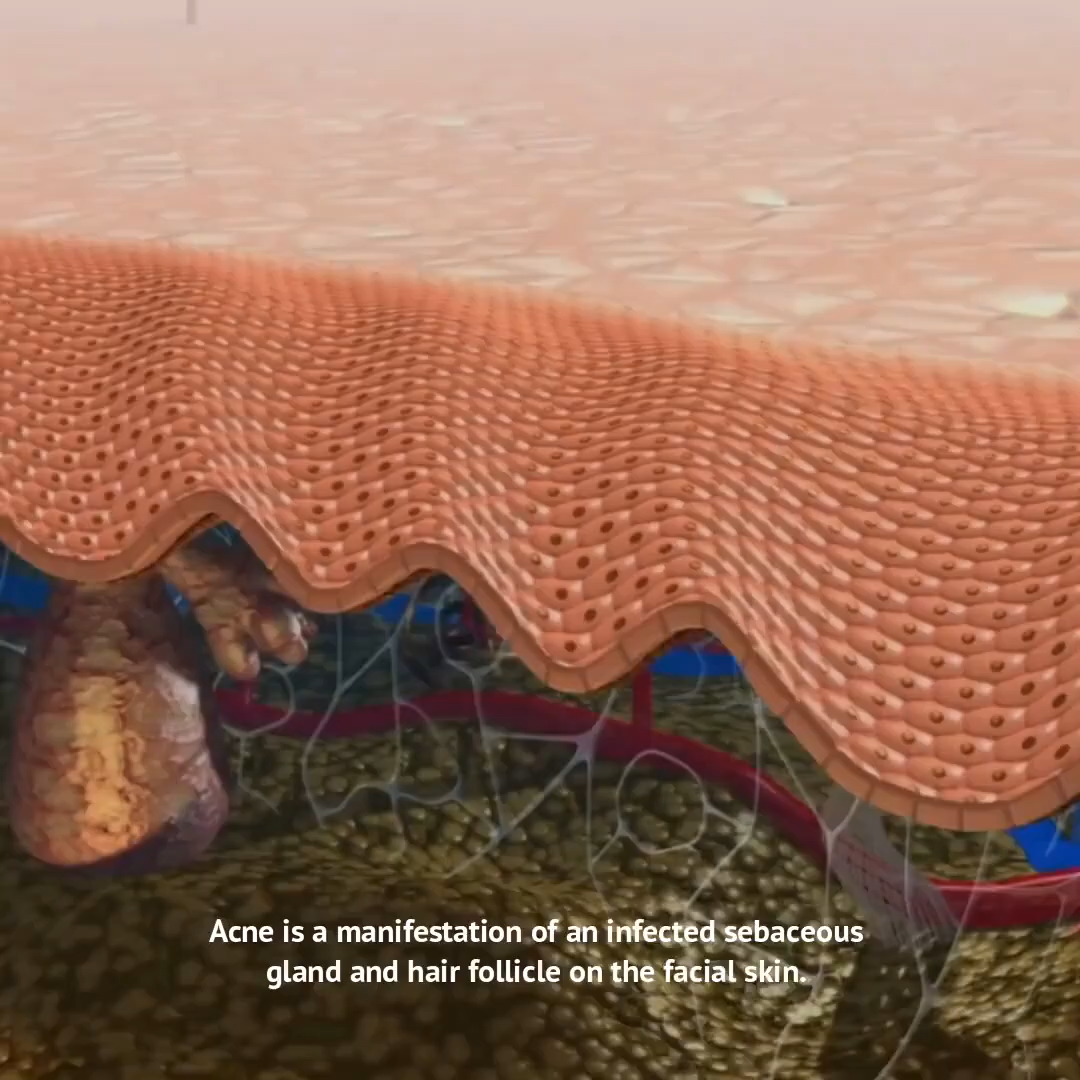 Acne is a manifestation of an infected sebaceous
gland and hair follicle on the facial skin.